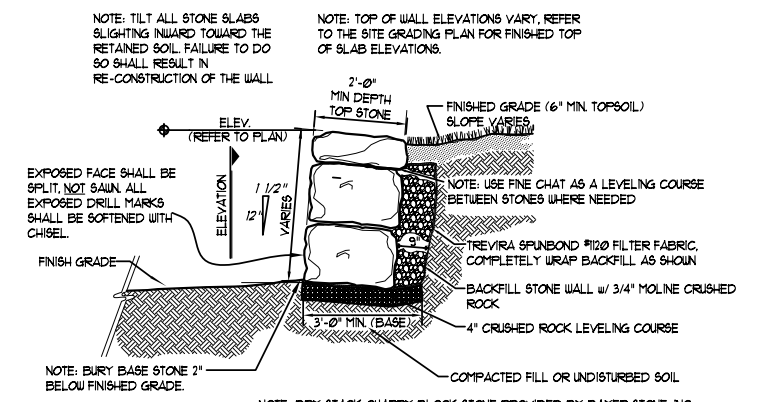 NOTE: TILT ALL STONE SLABS
SLIGHTING INWARD TOWARD THE
RETAINED SOIL. FAILURE TO DO
SO SHALL RESULT IN
RE-CONSTRUCTION OF THE WALL
NOTE: TOP OF WALL ELEVATIONS VARY, REFER
TO THE SITE GRADING PLAN FOR FINISHED TOP
OF SLAB ELEVATIONS.
2'-0"
MIN DEPTH
TOP STONE
FINISHED GRADE (6" MIN. TOPSOIL)
SLOPE VARIES
ELEV.
(REFER TO PLAN)
EXPOSED FACE SHALL BE
SPLIT, NOT SAWN. ALL
EXPOSED DRILL MARKS
SHALL BE SOFTENED WITH
CHISEL.
ELEVATION
1 1/2"
12"
VARIES
NOTE: USE FINE CHAT AS A LEVELING COURSE
BETWEEN STONES WHERE NEEDED
9"
TREVIRA SPUNBOND #1120 FILTER FABRIC,
COMPLETELY WRAP BACKFILL AS SHOWN
FINISH GRADE
BACKFILL STONE WALL w/ 3/4" MOLINE CRUSHED
ROCK
3'-0" MIN. (BASE)
4" CRUSHED ROCK LEVELING COURSE
NOTE: BURY BASE STONE 2"
BELOW FINISHED GRADE.
COMPACTED FILL OR UNDISTURBED SOIL